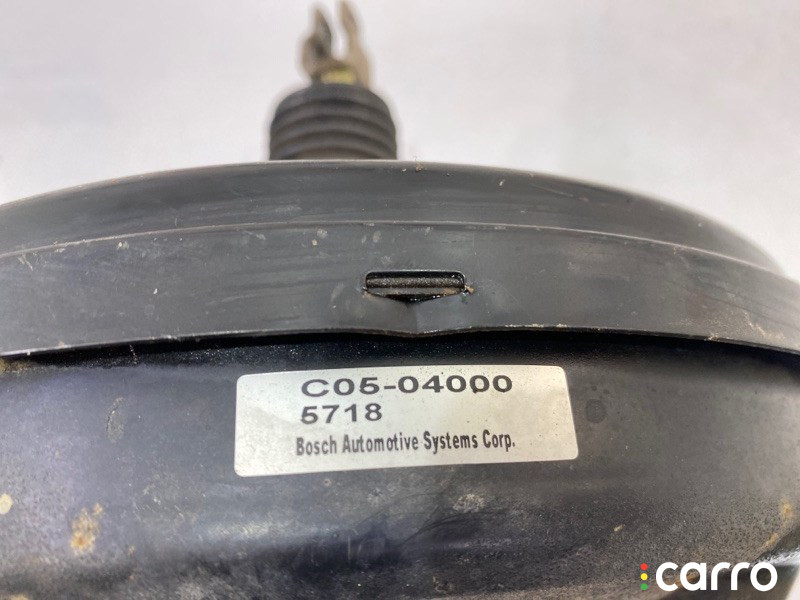 C05-04000
5718
Bosch Automotive Systems Corp.
carro